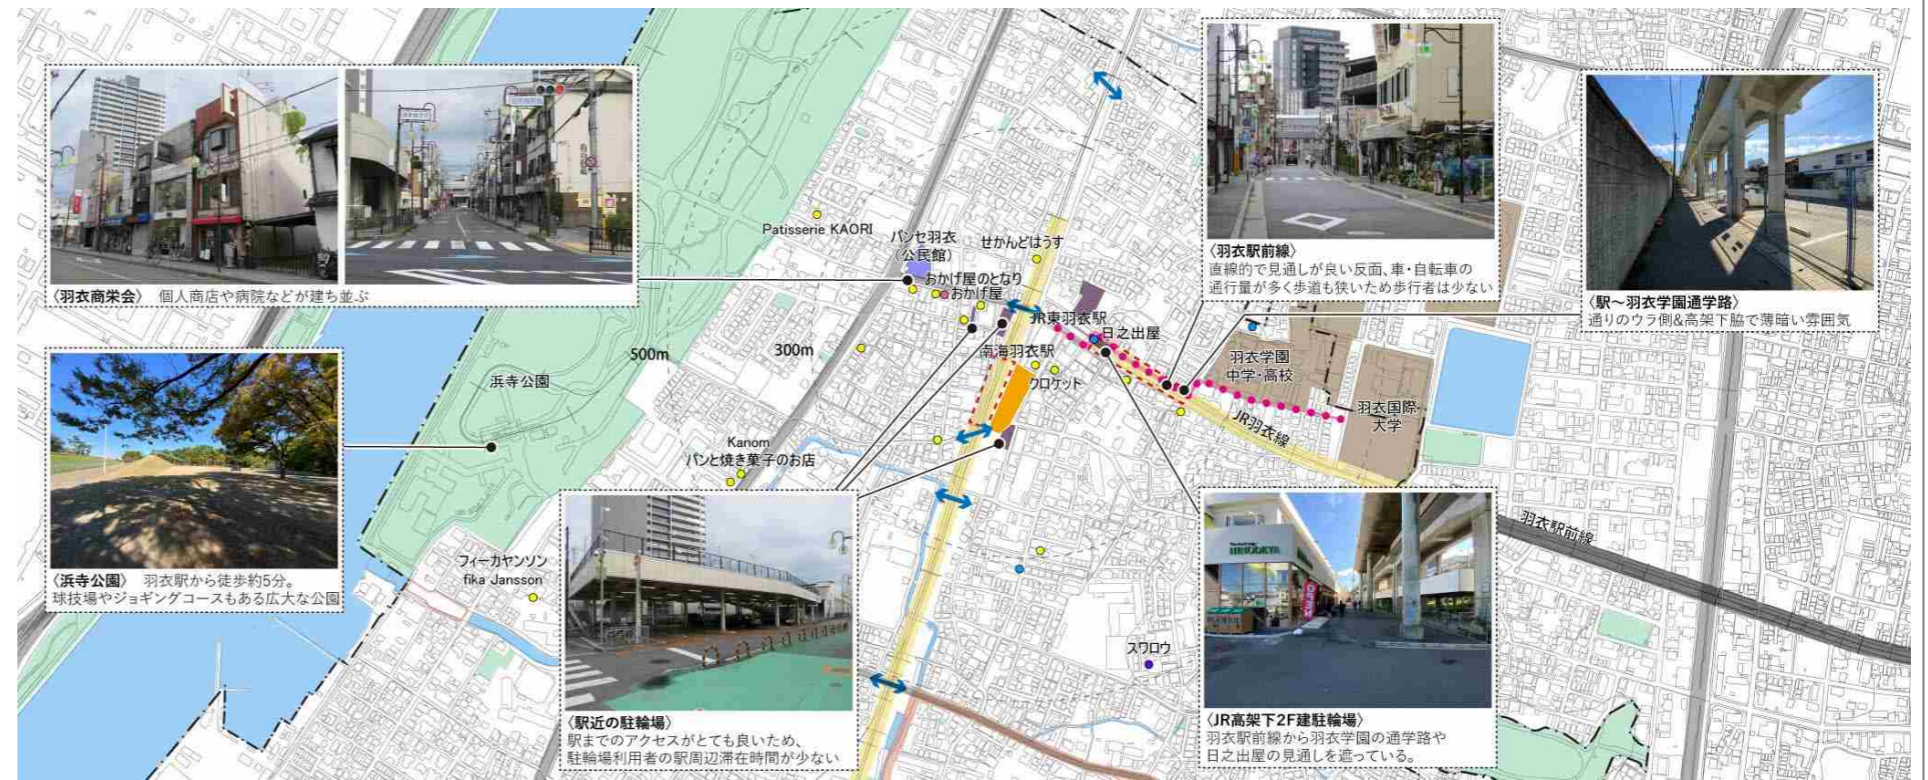 〈羽衣商栄会〉 個人商店や病院などが建ち並ぶ
〈浜寺公園〉 羽衣駅から徒歩約5分。
球技場やジョギングコースもある広大な公園
浜寺公園
500m
300m
Patisserie KAORI
パンセ羽衣
（公民館）
せかんどはうす
おかげ屋のとなり
おかげ屋
JR東羽衣駅
日之出屋
南海羽衣駅
クロケット
Kanom
パンと焼き菓子のお店
フィーカヤンソン
fika Jansson
〈駅近の駐輪場〉
駅までのアクセスがとても良いため、
駐輪場利用者の駅周辺滞在時間が少ない
〈羽衣駅前線〉
直線的で見通しが良い反面、車・自転車の
通行量が多く歩道も狭いため歩行者は少ない
〈駅～羽衣学園通学路〉
通りのウラ側&高架下脇で薄暗い雰囲気
羽衣学園
中学・高校
羽衣国際
大学
JR羽衣線
羽衣駅前線
スワロウ
HINODEYA
OPEN
〈JR高架下2F建駐輪場〉
羽衣駅前線から羽衣学園の通学路や
日之出屋の見通しを遮っている。